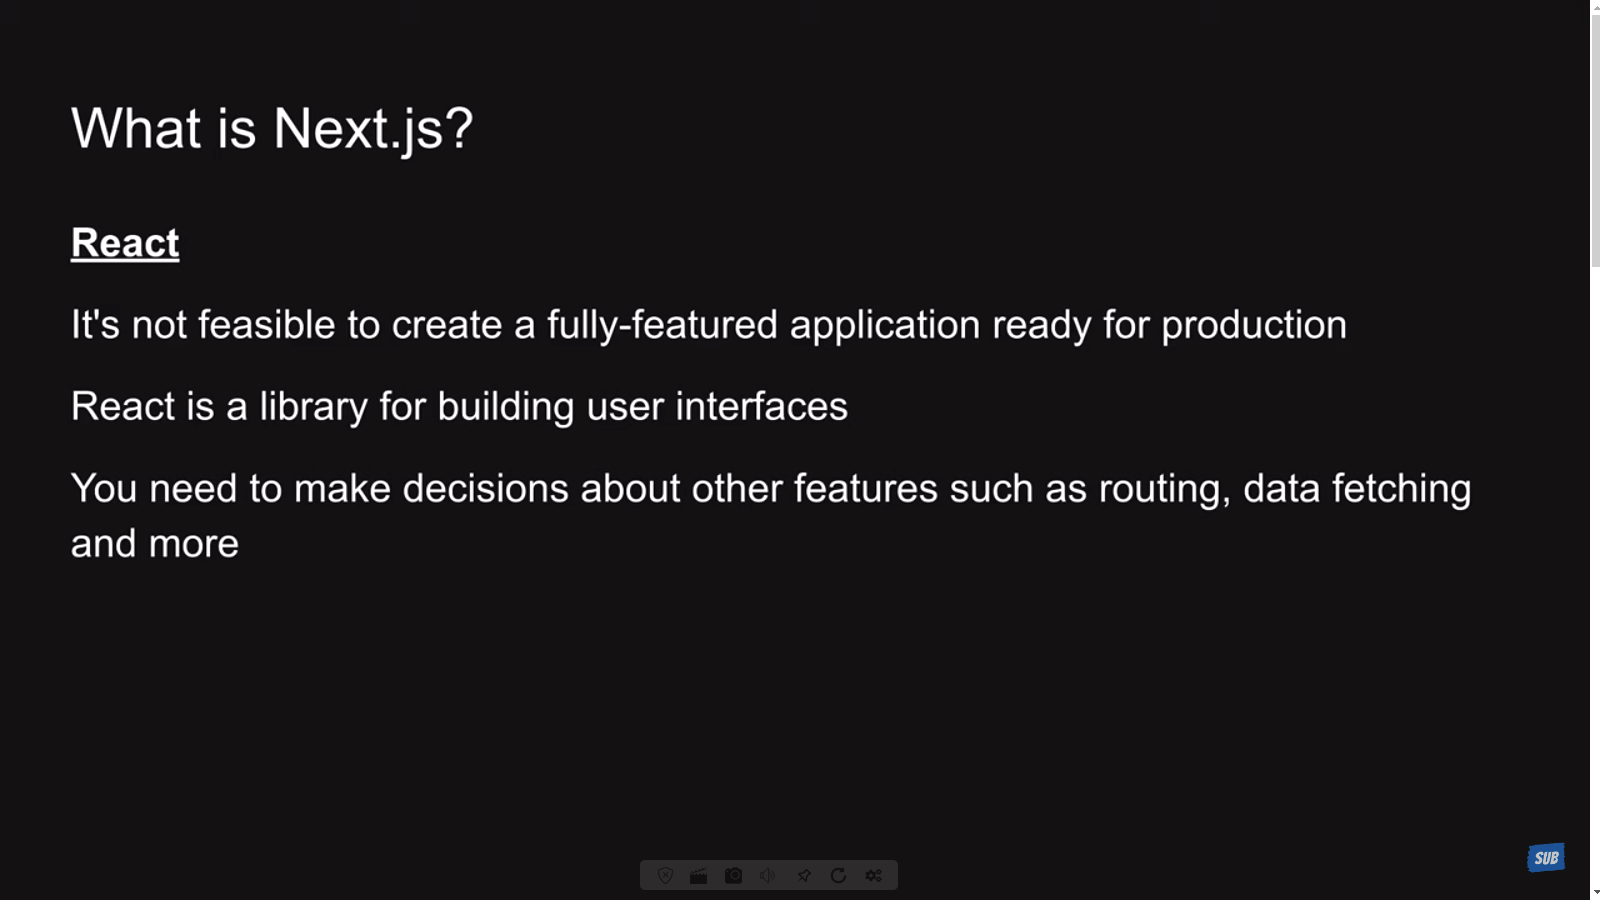 What is Next.js?
React
It's not feasible to create a fully-featured application ready for production
React is a library for building user interfaces
You need to make decisions about other features such as routing, data fetching
and more
SUB